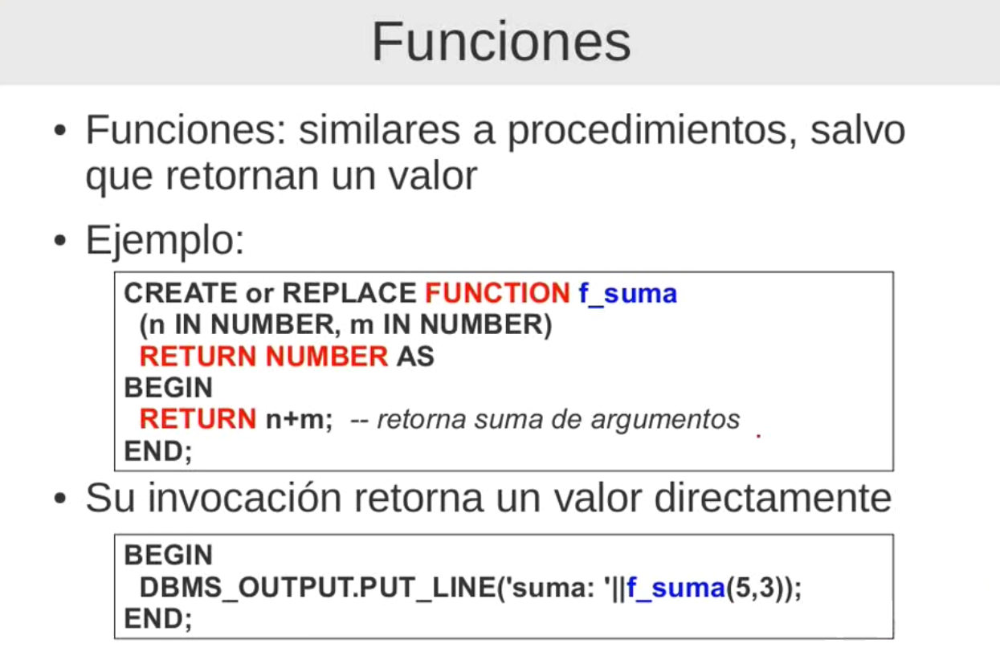 Funciones
• Funciones: similares a procedimientos, salvo
que retornan un valor
• Ejemplo:
CREATE or REPLACE FUNCTION f_suma
(n IN NUMBER, m IN NUMBER)
RETURN NUMBER AS
BEGIN
RETURN n+m; -- retorna suma de argumentos
END;
• Su invocación retorna un valor directamente
BEGIN
DBMS_OUTPUT.PUT_LINE('suma: '||f_suma(5,3));
END;